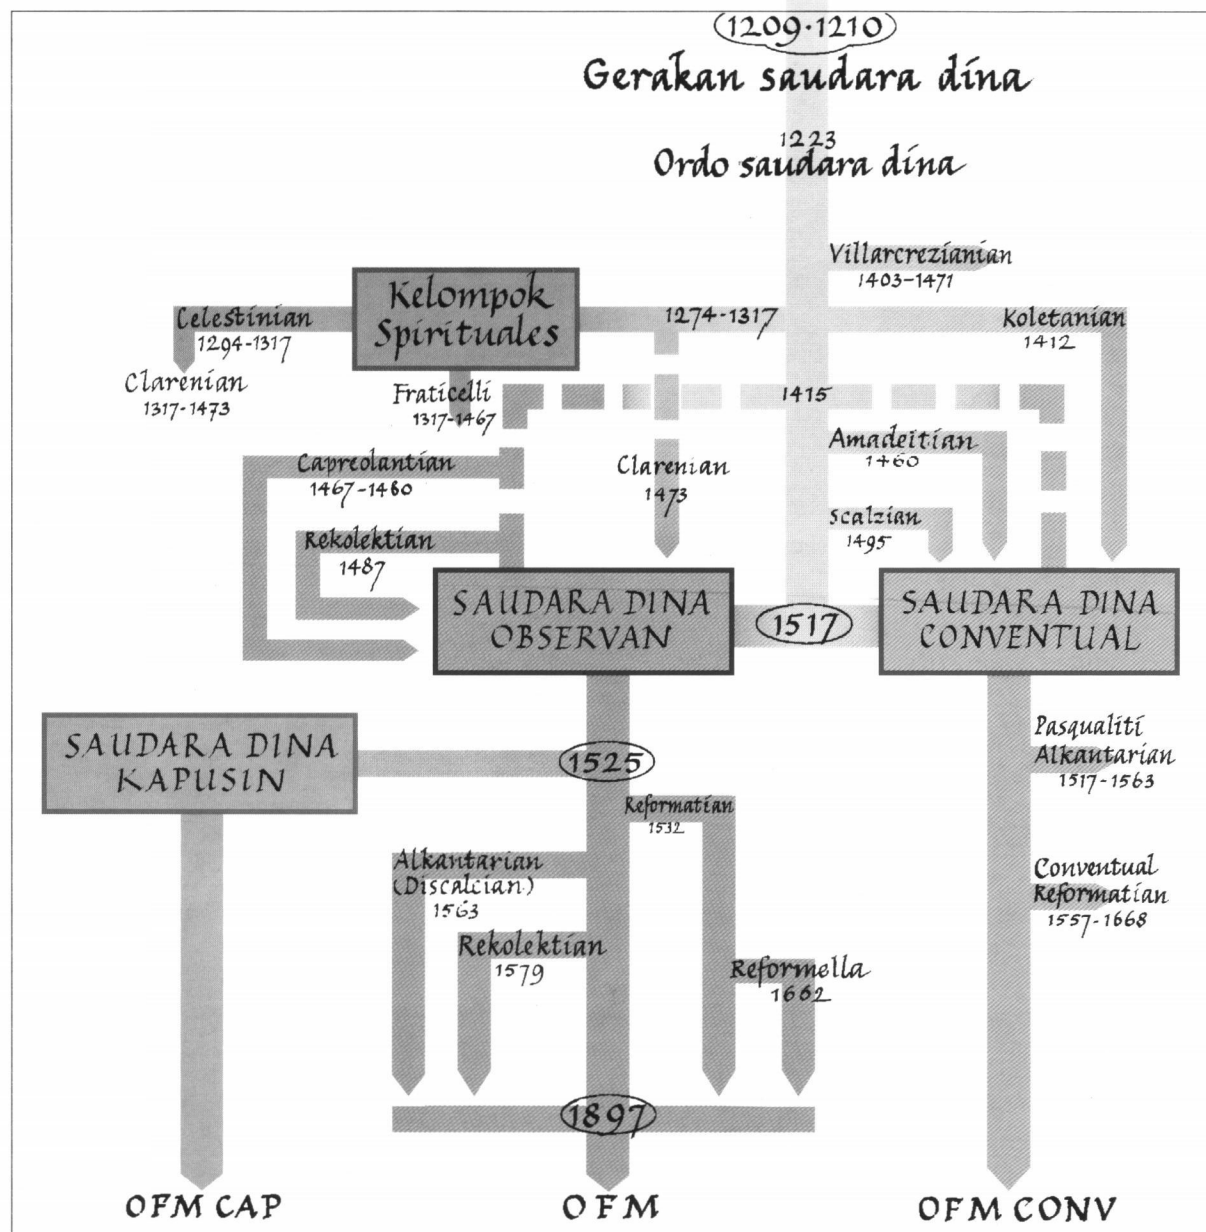 1209·1210
Gerakan saudara dina
1223
Ordo saudara dina
Villarcrezianian
1403-1471
Kelompok
Spirituales
Celestinian
1294-1317
1274-1317
Koletanian
1412
Clarenian
1317-1473
Fraticelli
1317-1467
1415
Capreolantian
1467-1480
Clarenian
1473
Amadeitian
1460
Rekolektian
1487
Scalzian
1495
SAUDARA DINA
OBSERVAN
1517
SAUDARA DINA
CONVENTUAL
SAUDARA DINA
KAPUSIN
1525
Pasqualiti
Alkantarian
1517-1563
Reformatian
1532
Alkantarian
(Discalcian)
1563
Rekolektian
1579
Conventual
Reformatian
1557-1668
Reformella
1662
1897
OFM CAP
OFM
OFM CONV